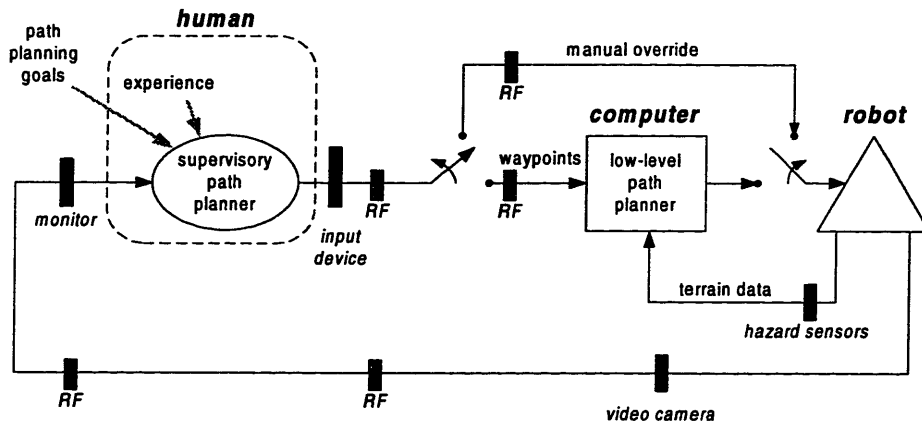 human
path
planning
goals
experience
supervisory
path
planner
monitor
input
device
RF
manual override
RF
waypoints
RF
computer
low-level
path
planner
robot
terrain data
hazard sensors
RF
RF
video camera